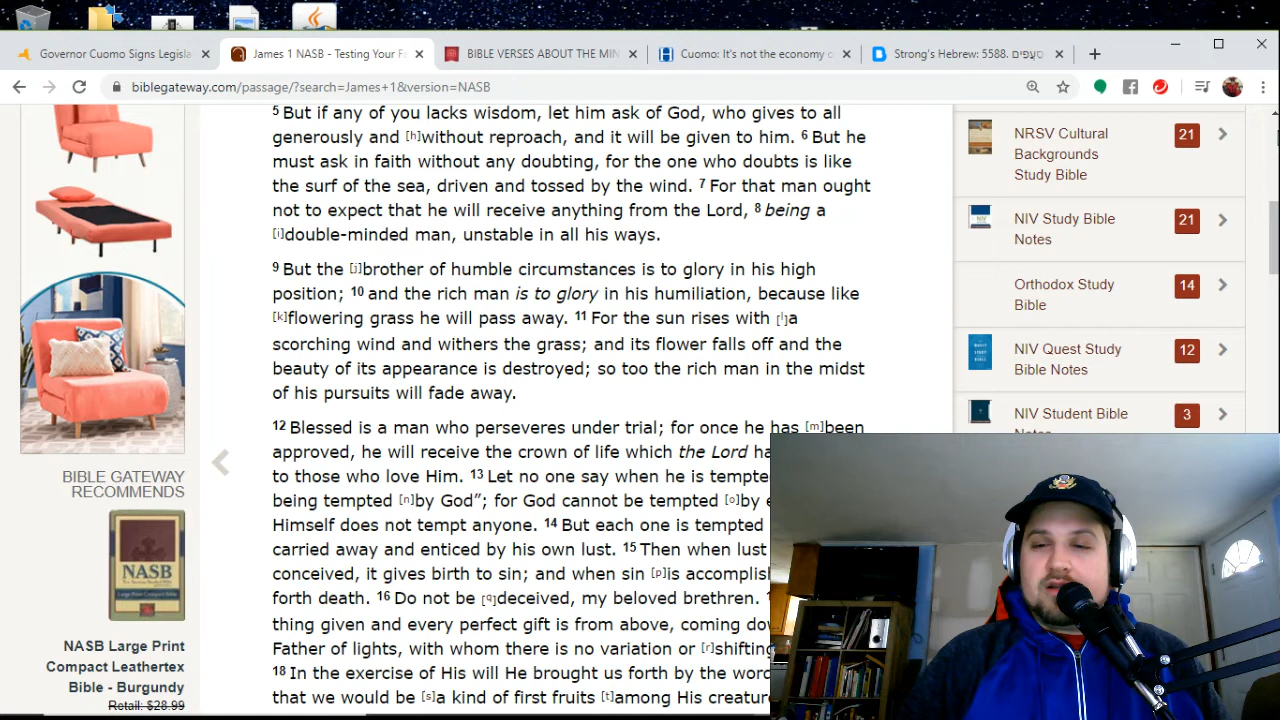 Governor Cuomo Signs Legisla
James 1 NASB - Testing Your Fa
BIBLE VERSES ABOUT THE MIN
Cuomo: It's not the economy o
Strong's Hebrew: 5588. סֵעֲפִים
biblegateway.com/passage/?search=James+1&version=NASB
5 But if any of you lacks wisdom, let him ask of God, who gives to all
generously and [h]without reproach, and it will be given to him. 6 But he
must ask in faith without any doubting, for the one who doubts is like
the surf of the sea, driven and tossed by the wind. 7 For that man ought
not to expect that he will receive anything from the Lord, 8 being a
[i]double-minded man, unstable in all his ways.
9 But the [j]brother of humble circumstances is to glory in his high
position; 10 and the rich man is to glory in his humiliation, because like
[k]flowering grass he will pass away. 11 For the sun rises with [l]a
scorching wind and withers the grass; and its flower falls off and the
beauty of its appearance is destroyed; so too the rich man in the midst
of his pursuits will fade away.
12 Blessed is a man who perseveres under trial; for once he has [m]been
approved, he will receive the crown of life which the Lord ha
to those who love Him. 13 Let no one say when he is tempte
being tempted [n]by God”; for God cannot be tempted [o]by e
Himself does not tempt anyone. 14 But each one is tempted
carried away and enticed by his own lust. 15 Then when lust
conceived, it gives birth to sin; and when sin [p]is accomplis
forth death. 16 Do not be [q]deceived, my beloved brethren.
thing given and every perfect gift is from above, coming do
Father of lights, with whom there is no variation or [r]shifting
18 In the exercise of His will He brought us forth by the word
that we would be [s]a kind of first fruits [t]among His creature
BIBLE GATEWAY
RECOMMENDS
NASB
NASB Large Print
Compact Leathertex
Bible - Burgundy
Retail: $28.99
NRSV Cultural
Backgrounds
Study Bible
21
NIV Study Bible
Notes
21
Orthodox Study
Bible
14
NIV Quest Study
Bible Notes
12
NIV Student Bible
3